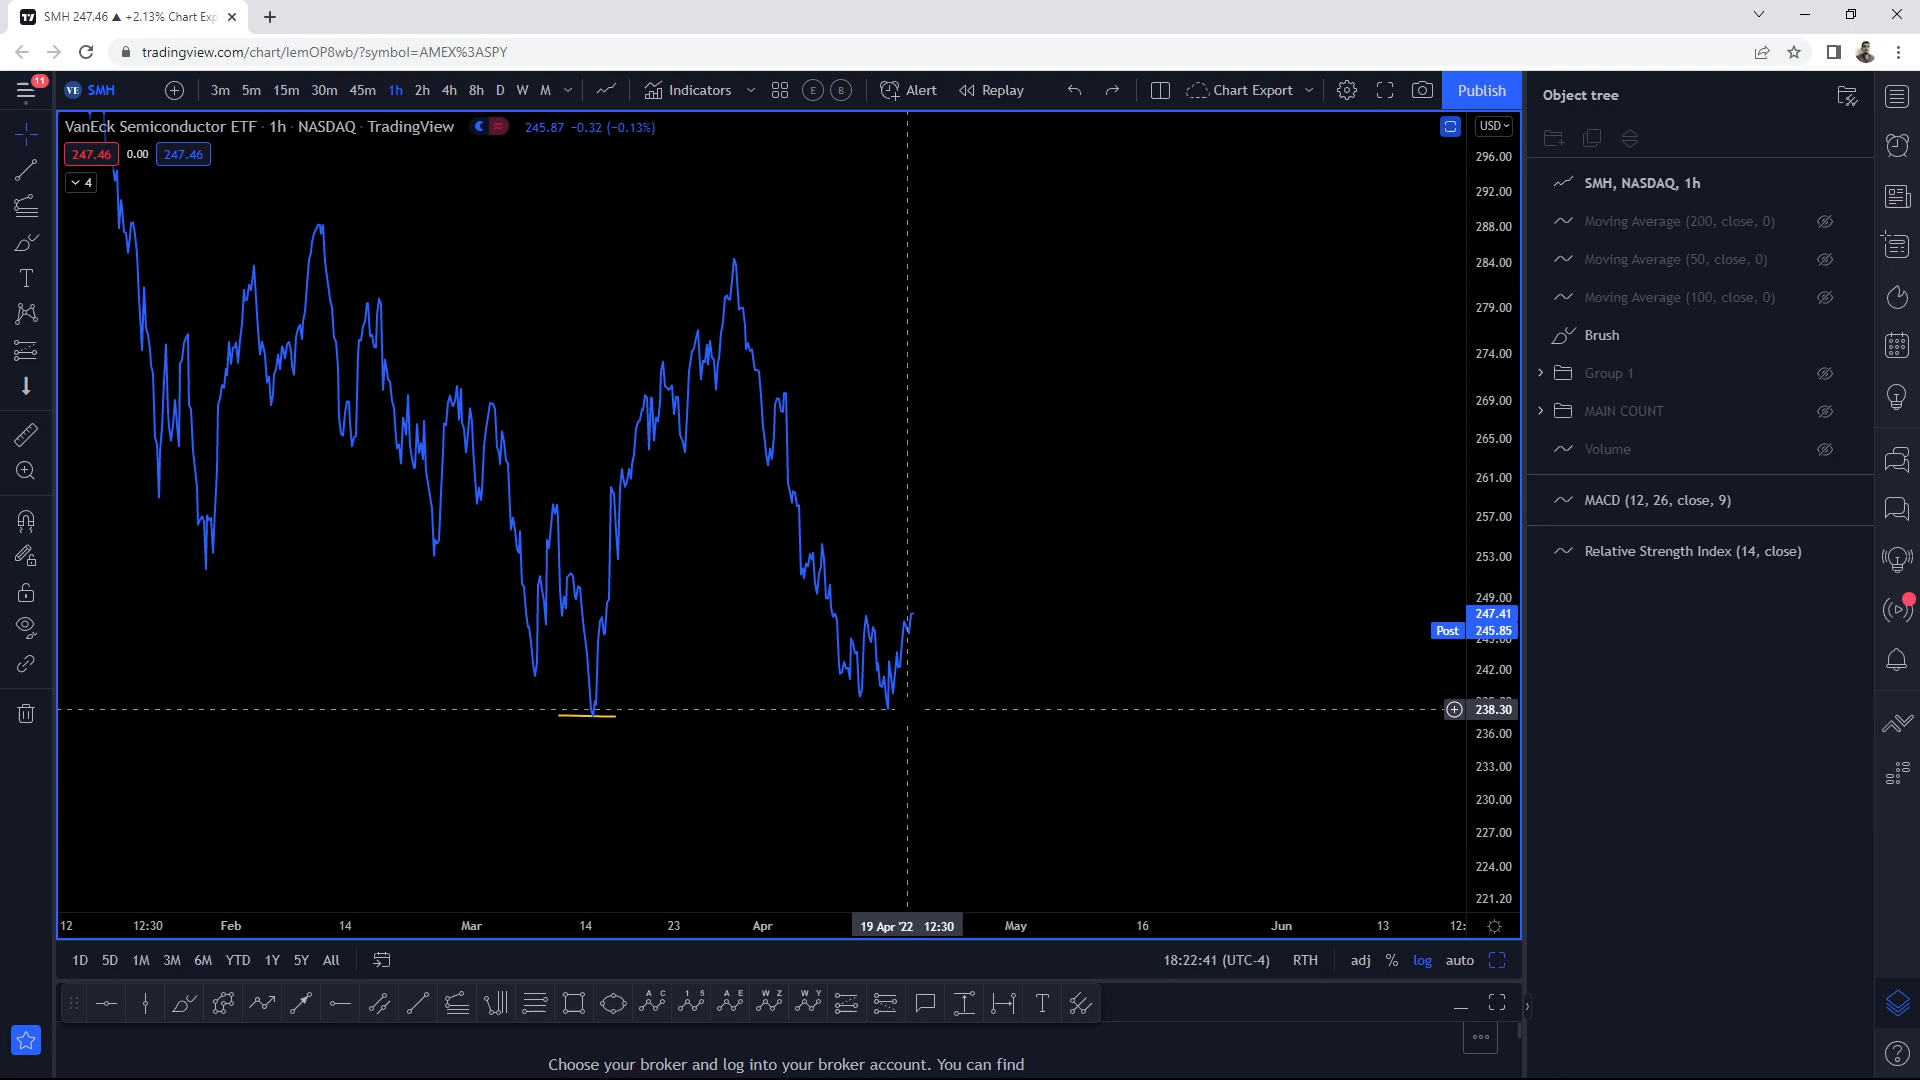 SMH 247.46 ▲ +2.13% Chart Exp
tradingview.com/chart/lemOP8wb/?symbol=AMEX%3ASPY
11
SMH
3m 5m 15m 30m 45m 1h 2h 4h 8h D W M
Indicators
E B
Alert
Replay
Chart Export
Publish
VanEck Semiconductor ETF · 1h · NASDAQ · TradingView
245.87 −0.32 (−0.13%)
247.46 0.00 247.46
4
USD
296.00
292.00
288.00
284.00
279.00
274.00
269.00
265.00
261.00
257.00
253.00
249.00
247.41
Post 245.85
242.00
238.30
236.00
233.00
230.00
227.00
224.00
221.20
12 12:30 Feb 14 Mar 14 23 Apr 19 Apr '22 12:30 May 16 Jun 13 12:
1D 5D 1M 3M 6M YTD 1Y 5Y All
18:22:41 (UTC-4) RTH adj % log auto
Choose your broker and log into your broker account. You can find
Object tree
SMH, NASDAQ, 1h
Moving Average (200, close, 0)
Moving Average (50, close, 0)
Moving Average (100, close, 0)
Brush
Group 1
MAIN COUNT
Volume
MACD (12, 26, close, 9)
Relative Strength Index (14, close)